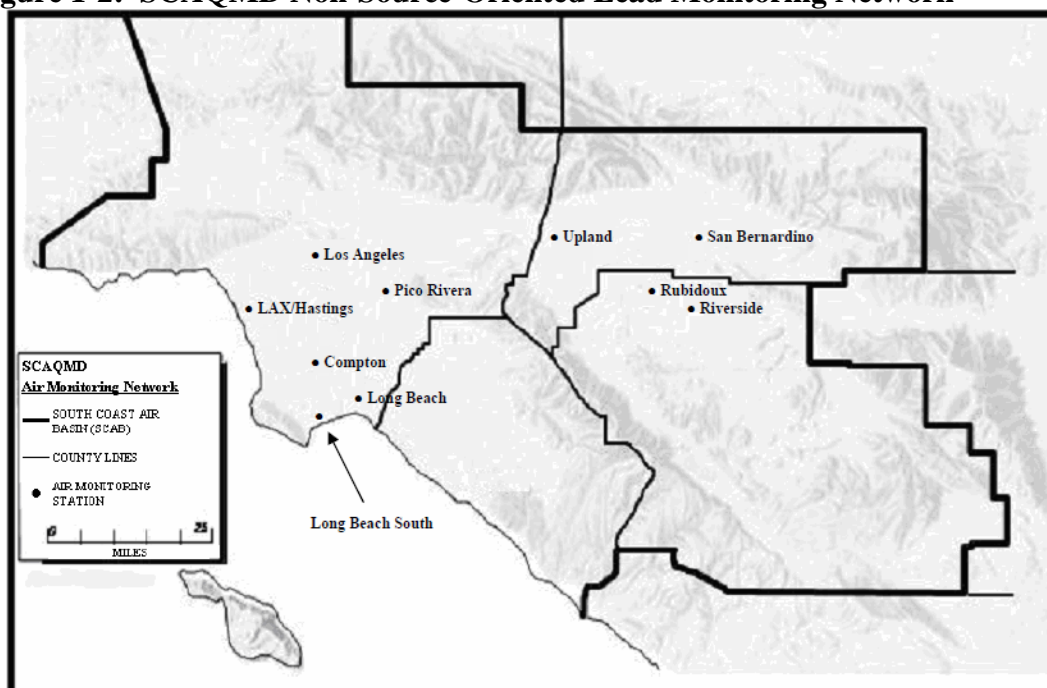 SCAQMD Non-Source-Oriented Lead Monitoring Network
Upland
San Bernardino
Los Angeles
Pico Rivera
Rubidoux
LAX/Hastings
Riverside
Compton
Long Beach
Long Beach South
SCAQMD
Air Monitoring Network
SOUTH COAST AIR
BASIN (SCAB)
COUNTY LINES
AIR MONITORING
STATION
0 25
MILES